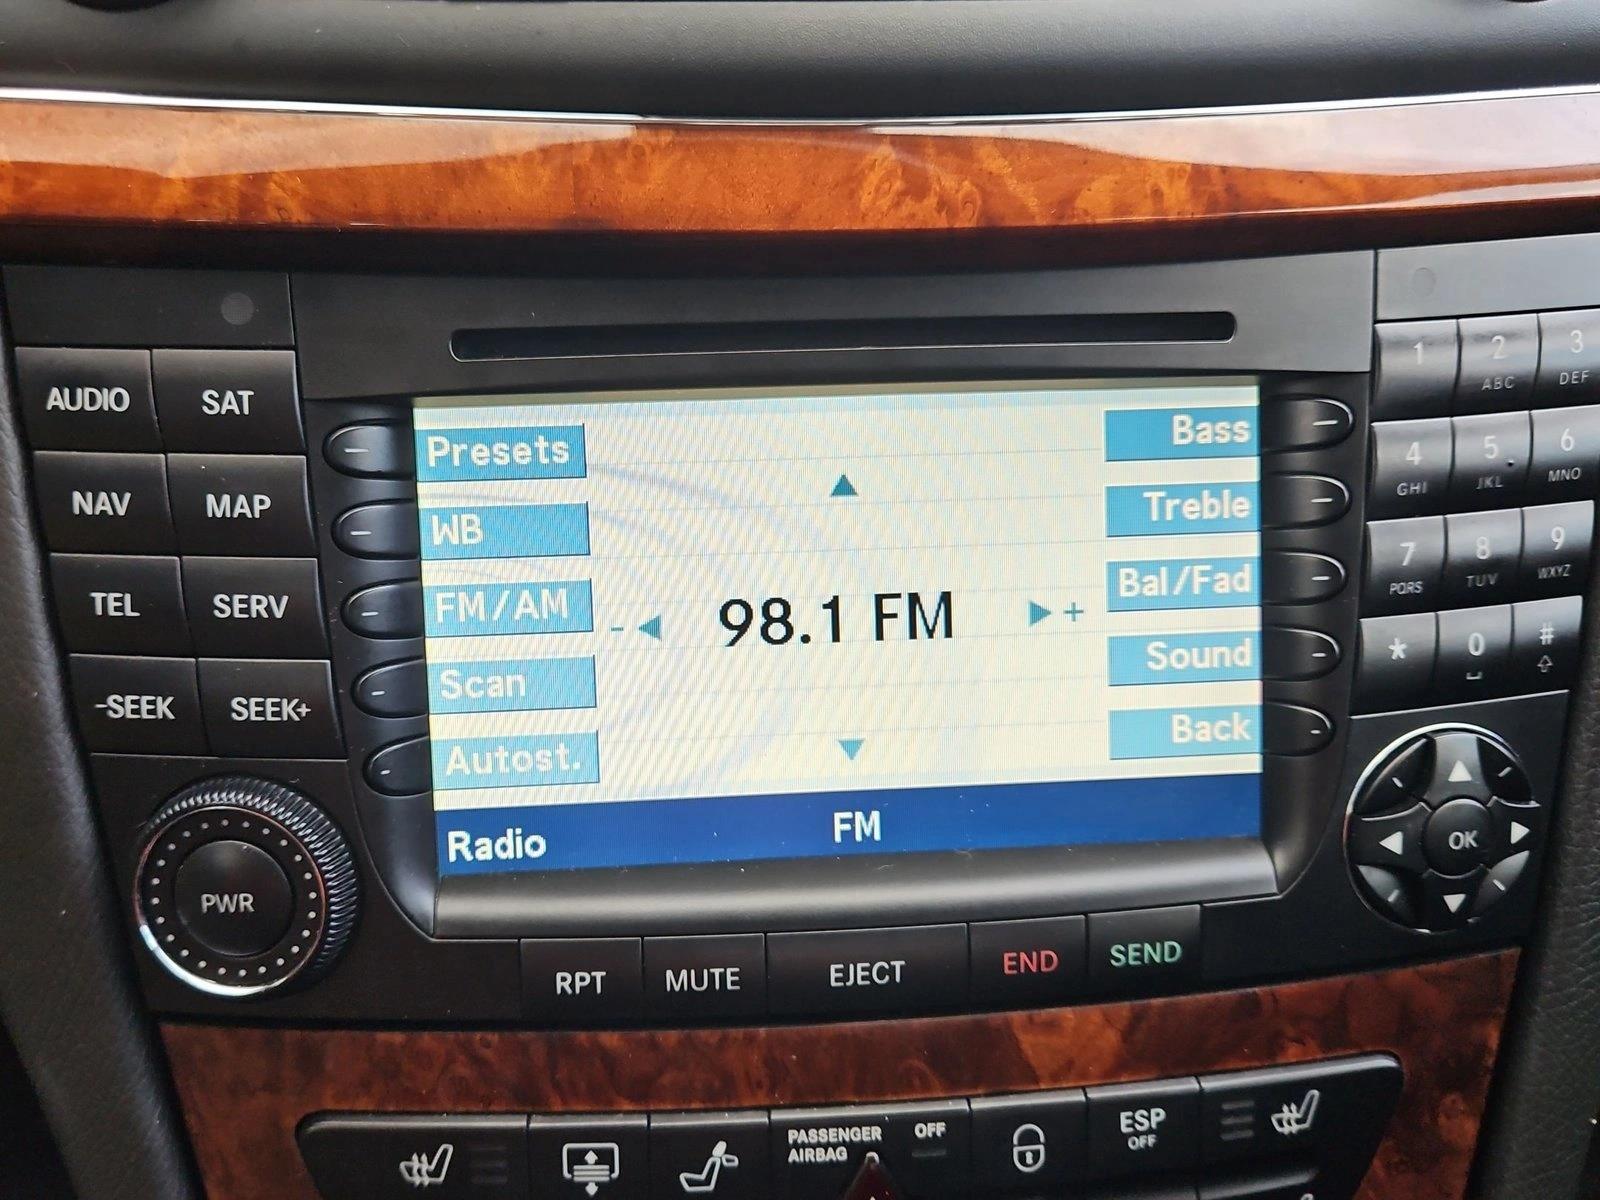 AUDIO
SAT
NAV
MAP
TEL
SERV
-SEEK
SEEK+
PWR
Presets
WB
FM/AM
Scan
Autost.
- 98.1 FM +
Bass
Treble
Bal/Fad
Sound
Back
Radio
FM
1
2
ABC
3
DEF
4
GHI
5
JKL
6
MNO
7
PQRS
8
TUV
9
WXYZ
*
0
#
OK
RPT
MUTE
EJECT
END
SEND
PASSENGER
AIRBAG
OFF
ESP
OFF